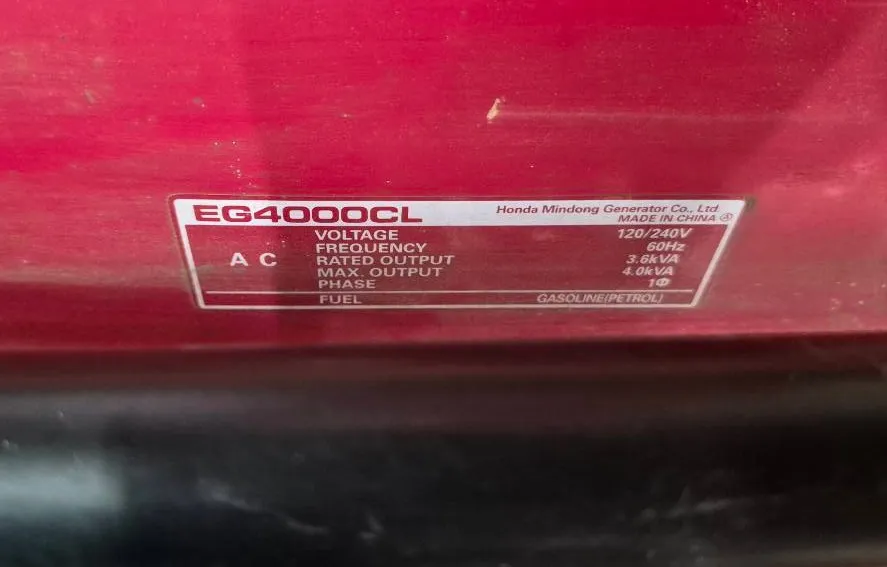 EG4000CL Honda Mindong Generator Co., Ltd.
MADE IN CHINA Ⓐ
AC
VOLTAGE 120/240V
FREQUENCY 60Hz
RATED OUTPUT 3.6kVA
MAX. OUTPUT 4.0kVA
PHASE 1Φ
FUEL GASOLINE(PETROL)